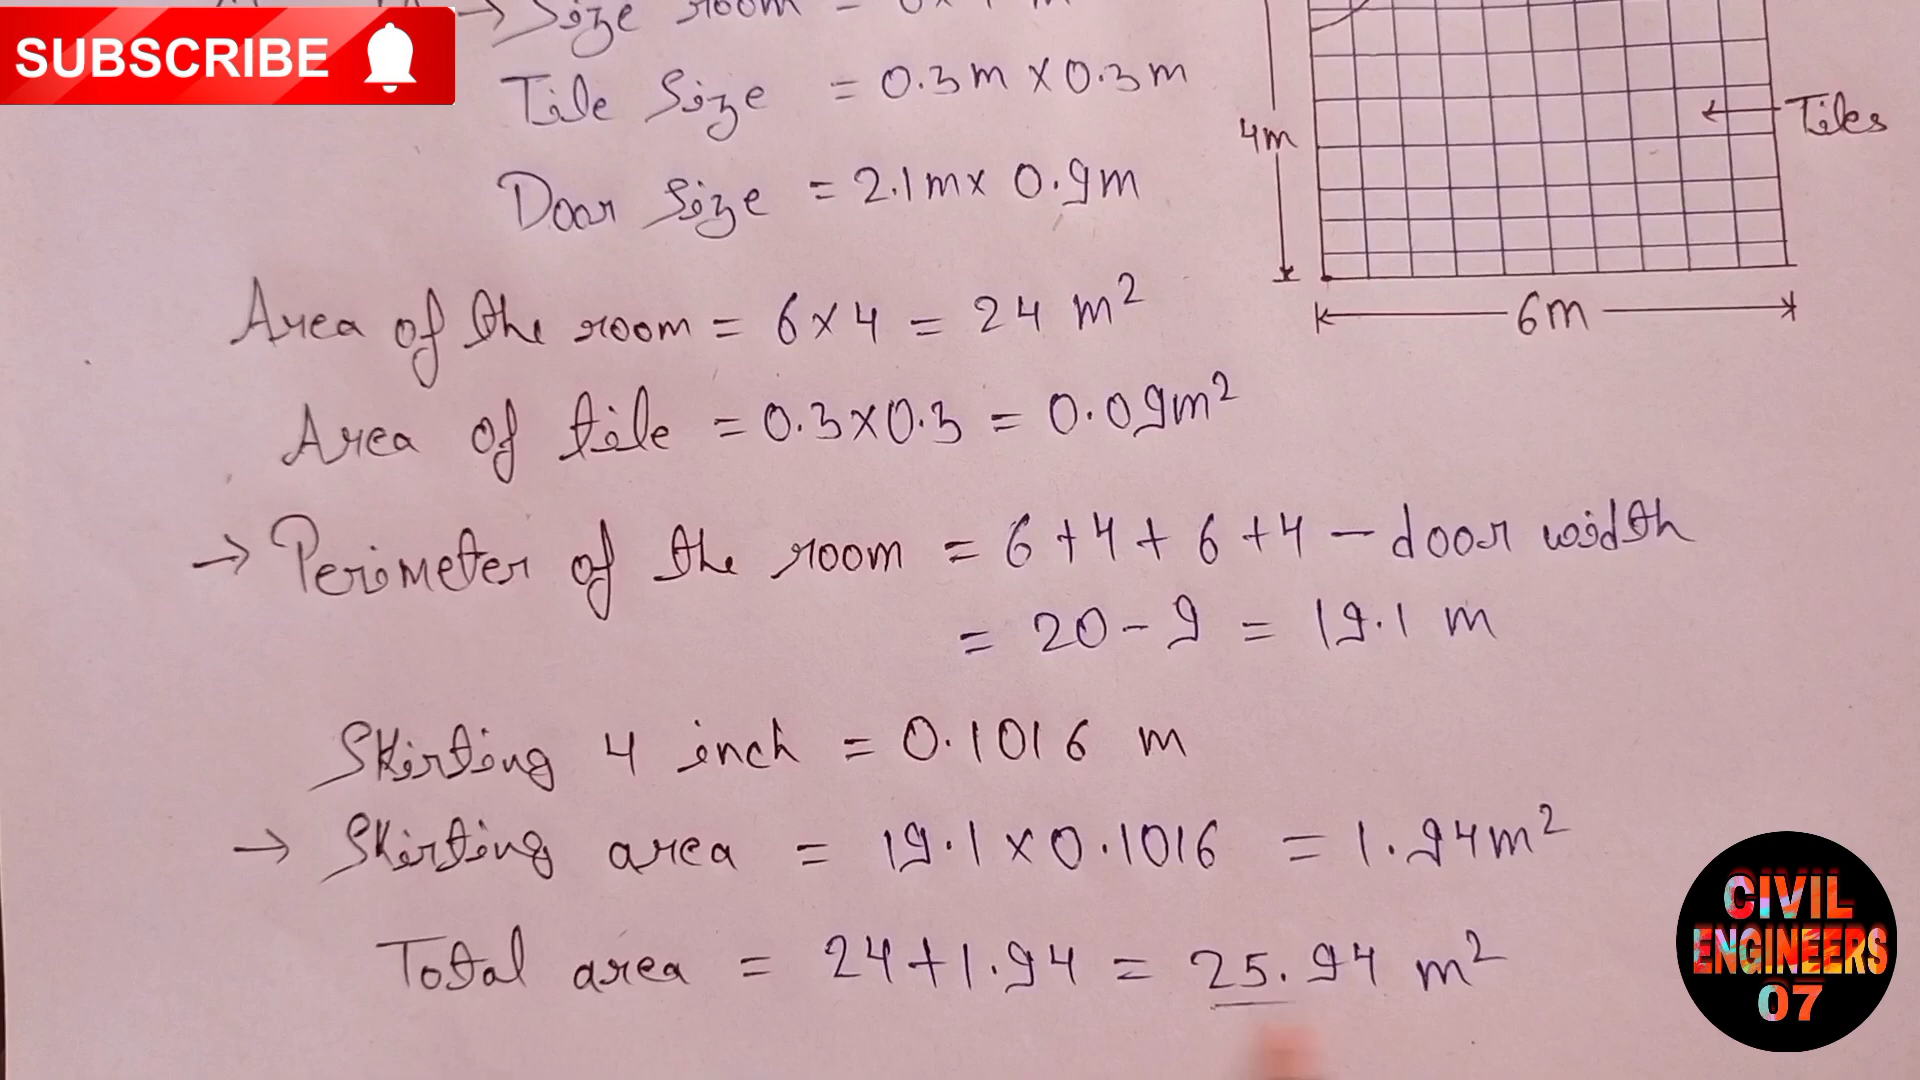 SUBSCRIBE
→ Size room = 6x4 m
Tile Size = 0.3m x 0.3m
Door Size = 2.1m x 0.9m
4m
← Tiles
6m
Area of the room = 6 x 4 = 24 m²
Area of tile = 0.3 x 0.3 = 0.09m²
→ Perimeter of the room = 6 + 4 + 6 + 4 - door width
= 20 - 9 = 19.1 m
Skirting 4 inch = 0.1016 m
→ Skirting area = 19.1 x 0.1016 = 1.94m²
Total area = 24 + 1.94 = 25.94 m²
CIVIL
ENGINEERS
07